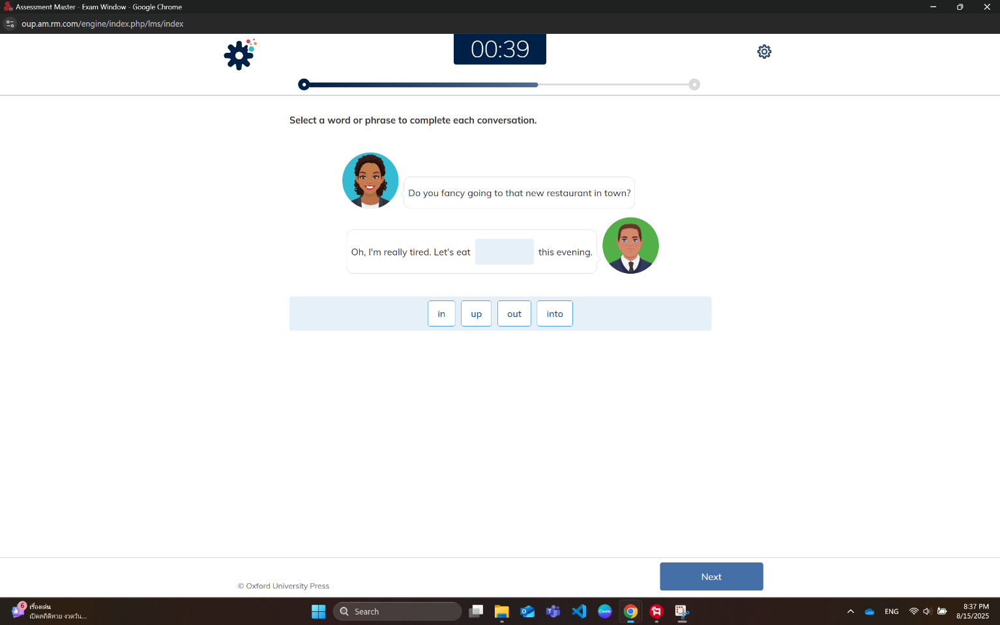 Assessment Master - Exam Window - Google Chrome
oup.am.rm.com/engine/index.php/lms/index
00:39
Select a word or phrase to complete each conversation.
Do you fancy going to that new restaurant in town?
Oh, I'm really tired. Let's eat this evening.
in up out into
Next
© Oxford University Press
6
เรื่องเด่น
เปิดสถิติหวย งวดวัน...
Search
Canva
ENG
8:37 PM
8/15/2025